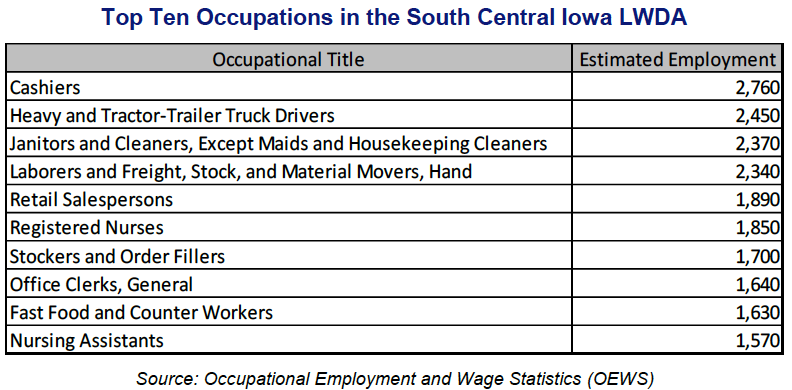 Top Ten Occupations in the South Central Iowa LWDA
Occupational Title Estimated Employment
Cashiers 2,760
Heavy and Tractor-Trailer Truck Drivers 2,450
Janitors and Cleaners, Except Maids and Housekeeping Cleaners 2,370
Laborers and Freight, Stock, and Material Movers, Hand 2,340
Retail Salespersons 1,890
Registered Nurses 1,850
Stockers and Order Fillers 1,700
Office Clerks, General 1,640
Fast Food and Counter Workers 1,630
Nursing Assistants 1,570
Source: Occupational Employment and Wage Statistics (OEWS)